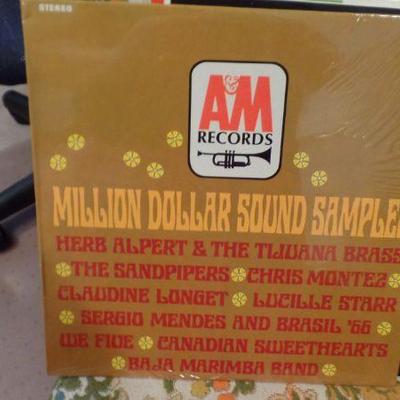 STEREO
A&M
RECORDS
MILLION DOLLAR SOUND SAMPLE
HERB ALPERT & THE TIJUANA BRASS
THE SANDPIPERS CHRIS MONTEZ
CLAUDINE LONGET LUCILLE STARR
SERGIO MENDES AND BRASIL '66
WE FIVE CANADIAN SWEETHEARTS
BAJA MARIMBA BAND